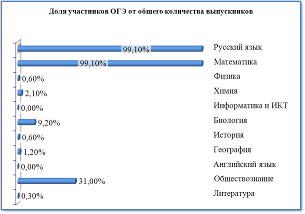 Доля участников ОГЭ от общего количества выпускников
99,10% Русский язык
99,10% Математика
0,60% Физика
2,10% Химия
0,00% Информатика и ИКТ
9,20% Биология
0,60% История
1,20% География
0,00% Английский язык
31,00% Обществознание
0,30% Литература